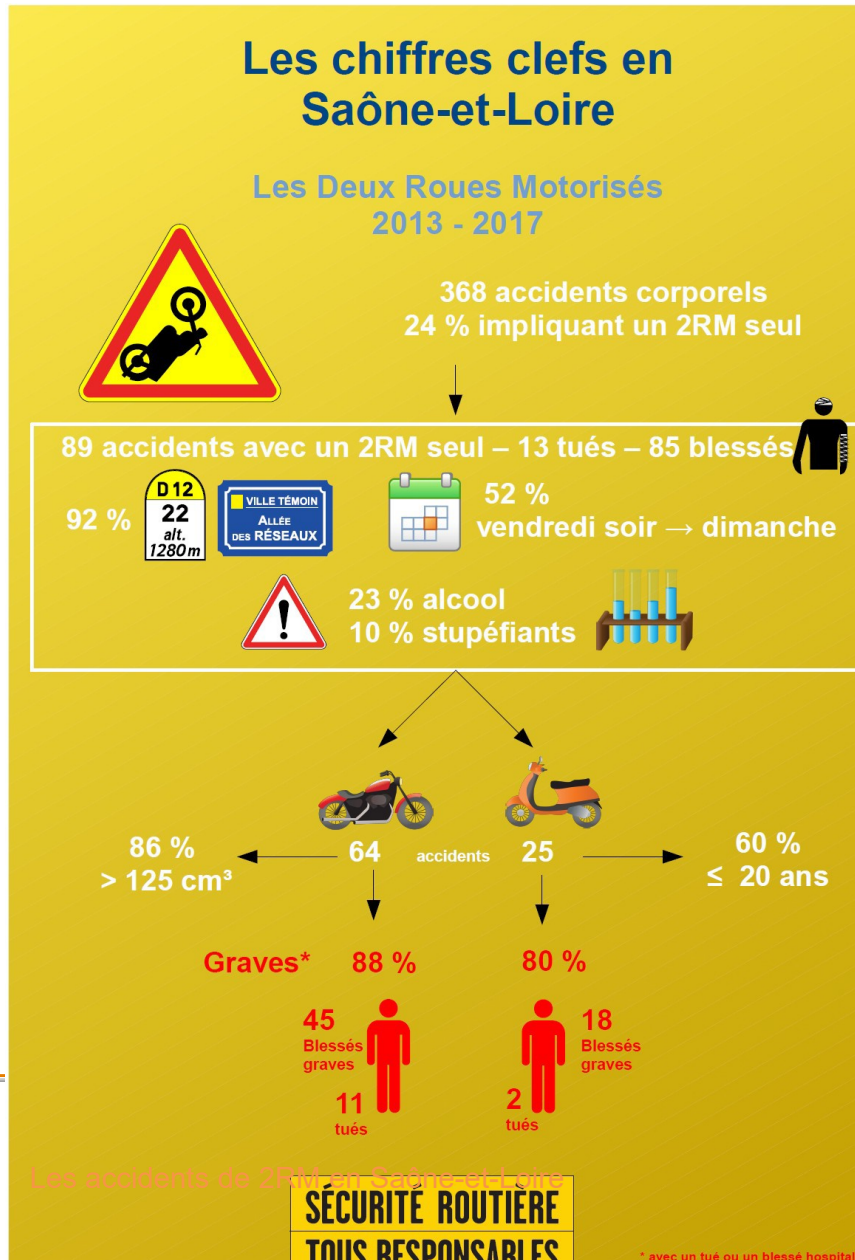 Les chiffres clefs en
Saône-et-Loire
Les Deux Roues Motorisés
2013 - 2017
368 accidents corporels
24 % impliquant un 2RM seul
89 accidents avec un 2RM seul – 13 tués – 85 blessés
92 %
D 12
22
alt.
1280 m
VILLE TÉMOIN
ALLÉE
DES RÉSEAUX
52 %
vendredi soir → dimanche
23 % alcool
10 % stupéfiants
86 %
> 125 cm³
64 accidents 25
60 %
≤ 20 ans
Graves* 88 % 80 %
45
Blessés
graves
11
tués
18
Blessés
graves
2
tués
Les accidents de 2RM en Saône-et-Loire
SÉCURITÉ ROUTIÈRE
TOUS RESPONSABLES
* avec un tué ou un blessé hospital